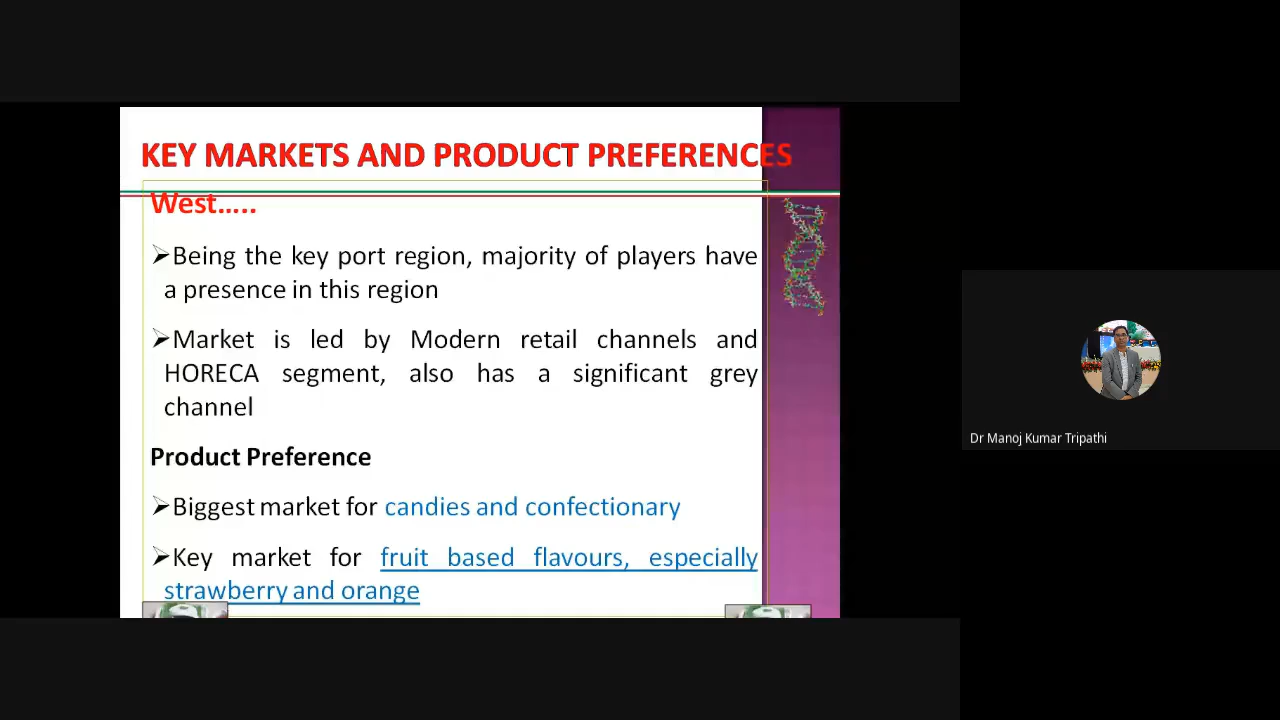 KEY MARKETS AND PRODUCT PREFERENCES
West…..
➢Being the key port region, majority of players have
a presence in this region
➢Market is led by Modern retail channels and
HORECA segment, also has a significant grey
channel
Product Preference
➢Biggest market for candies and confectionary
➢Key market for fruit based flavours, especially
strawberry and orange
Dr Manoj Kumar Tripathi